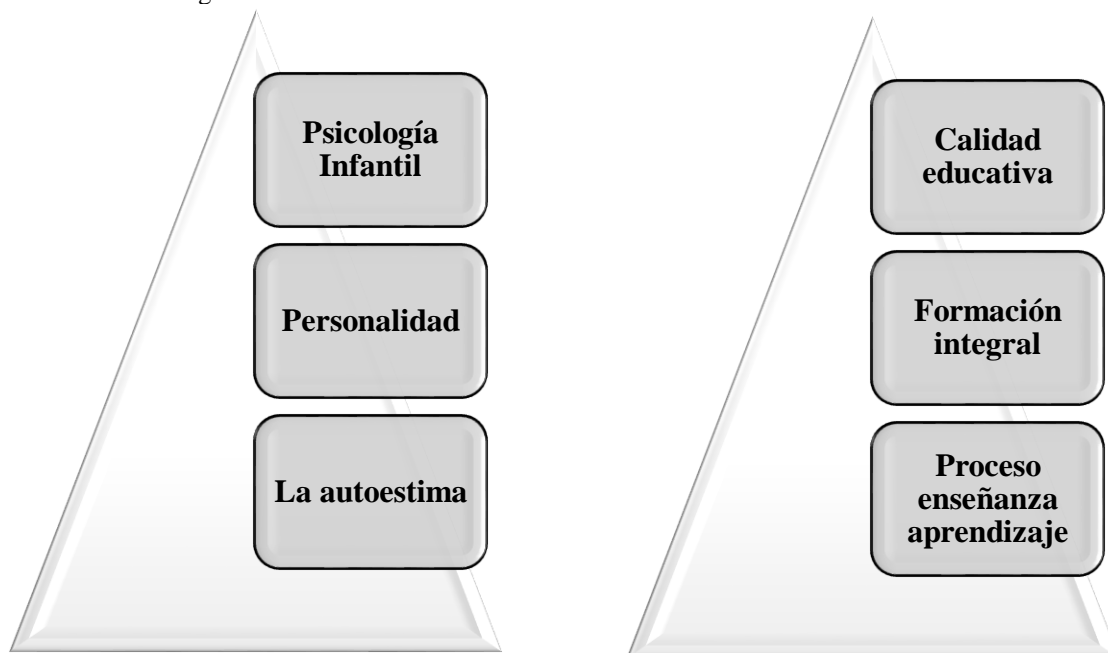 Psicología
Infantil
Personalidad
La autoestima
Calidad
educativa
Formación
integral
Proceso
enseñanza
aprendizaje